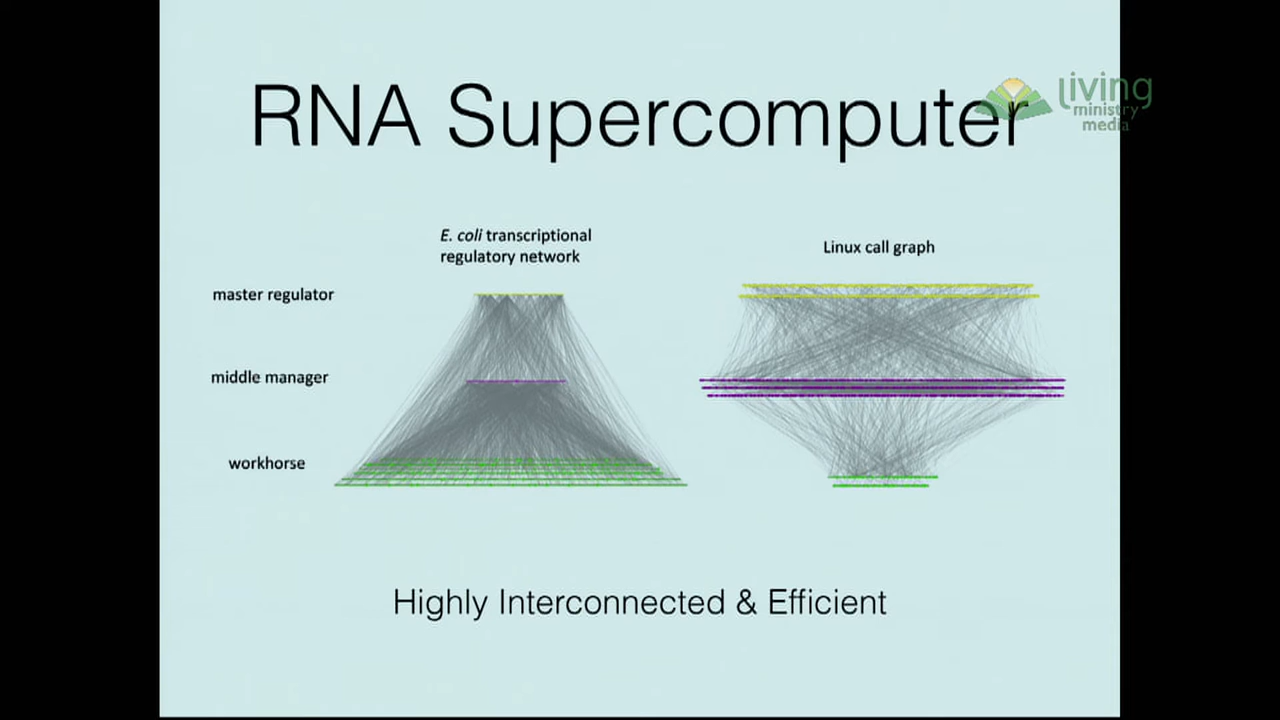 RNA Supercomputer
living
ministry
media
E. coli transcriptional
regulatory network
Linux call graph
master regulator
middle manager
workhorse
Highly Interconnected & Efficient